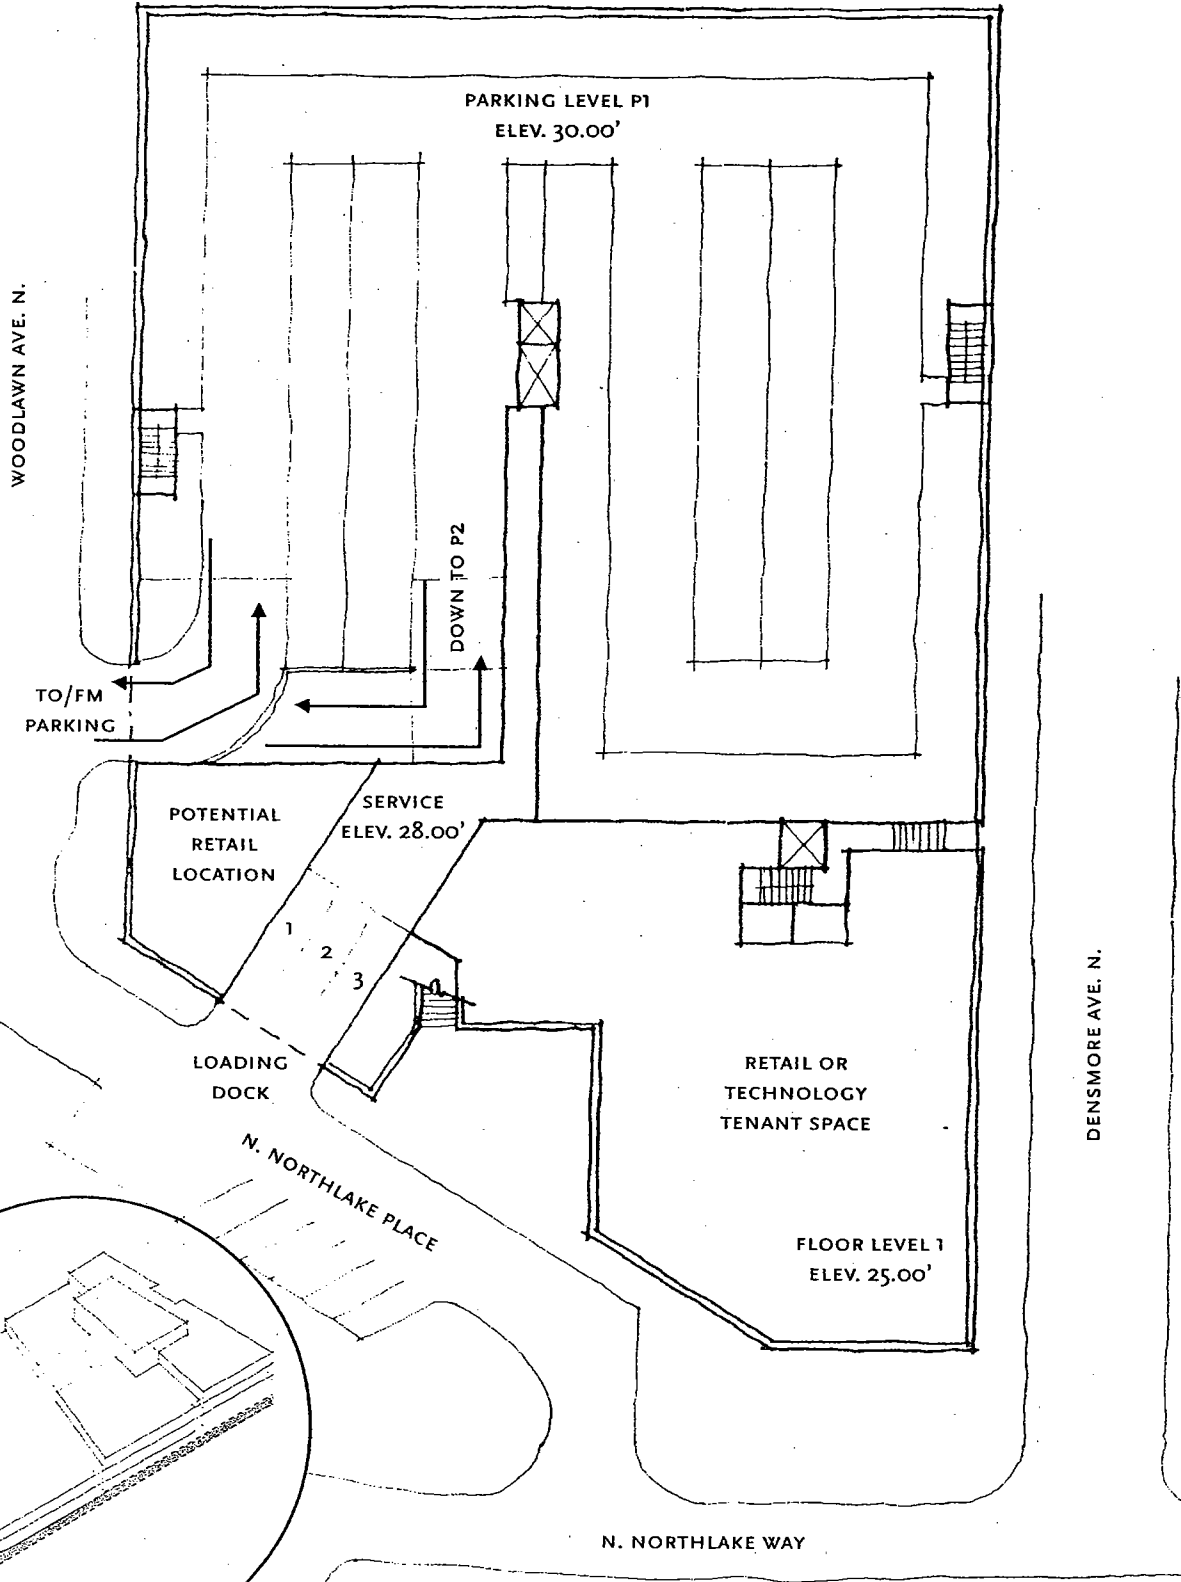 PARKING LEVEL P1
ELEV. 30.00'
WOODLAWN AVE. N.
DOWN TO P2
TO/FM
PARKING
POTENTIAL
RETAIL
LOCATION
SERVICE
ELEV. 28.00'
1
2
3
LOADING
DOCK
RETAIL OR
TECHNOLOGY
TENANT SPACE
DENSMORE AVE. N.
N. NORTHLAKE PLACE
FLOOR LEVEL 1
ELEV. 25.00'
N. NORTHLAKE WAY